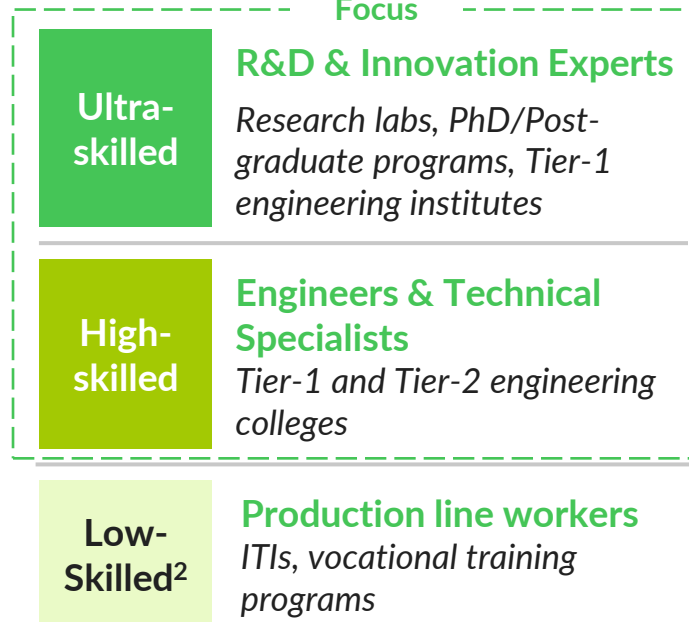 Focus
Ultra-
skilled
R&D & Innovation Experts
Research labs, PhD/Post-
graduate programs, Tier-1
engineering institutes
High-
skilled
Engineers & Technical
Specialists
Tier-1 and Tier-2 engineering
colleges
Low-
Skilled²
Production line workers
ITIs, vocational training
programs